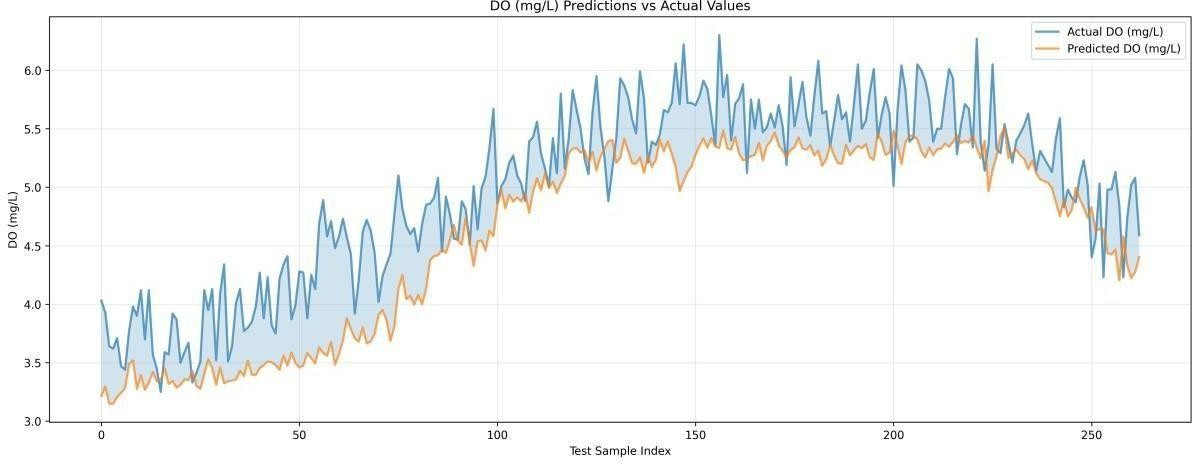 DO (mg/L) Predictions vs Actual Values
Actual DO (mg/L)
Predicted DO (mg/L)
DO (mg/L)
6.0
5.5
5.0
4.5
4.0
3.5
3.0
0 50 100 150 200 250
Test Sample Index